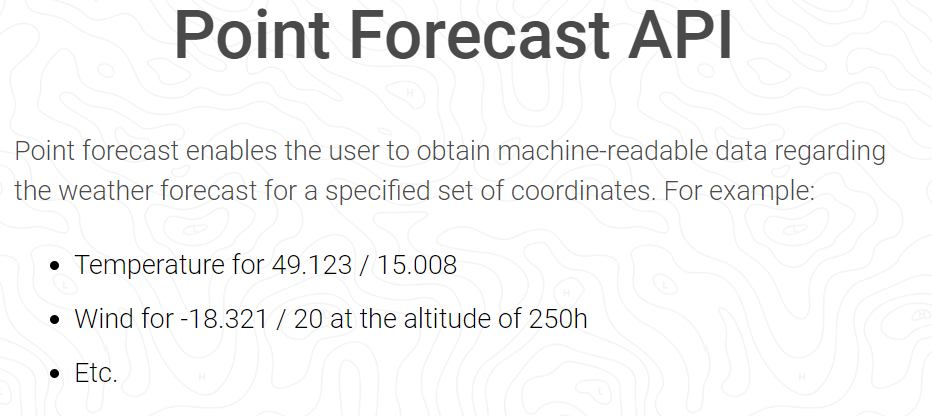 Point Forecast API
Point forecast enables the user to obtain machine-readable data regarding
the weather forecast for a specified set of coordinates. For example:
Temperature for 49.123 / 15.008
Wind for -18.321 / 20 at the altitude of 250h
Etc.